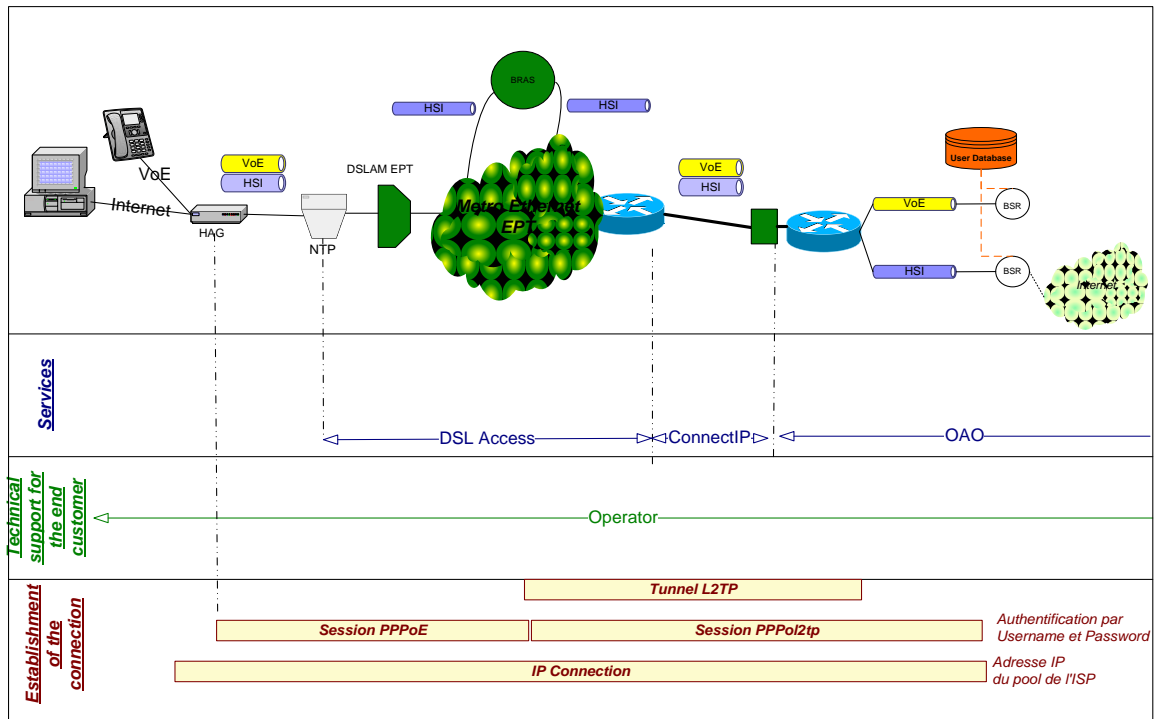 BRAS
HSI
HSI
VoE
HSI
VoE
HSI
DSLAM EPT
User Database
VoE
Internet
HAG
NTP
Metro Ethernet
EPT
VoE
BSR
HSI
BSR
Internet
Services
DSL Access
ConnectIP
OAO
Technical
support for
the end
customer
Operator
Establishment
of the
connection
Tunnel L2TP
Session PPPoE
Session PPPol2tp
Authentification par
Username et Password
IP Connection
Adresse IP
du pool de l'ISP